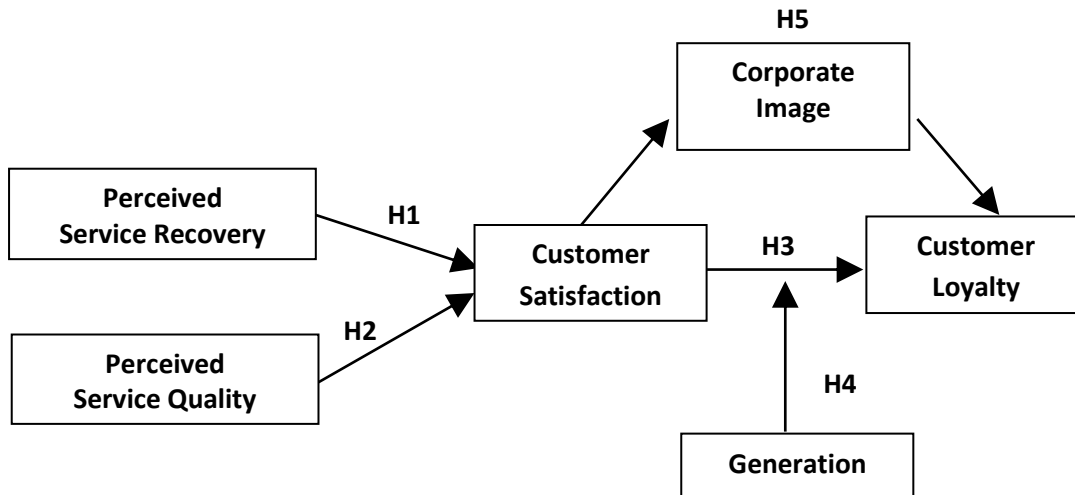 H5
Corporate
Image
Perceived
Service Recovery
H1
Customer
Satisfaction
H3
Customer
Loyalty
H2
Perceived
Service Quality
H4
Generation